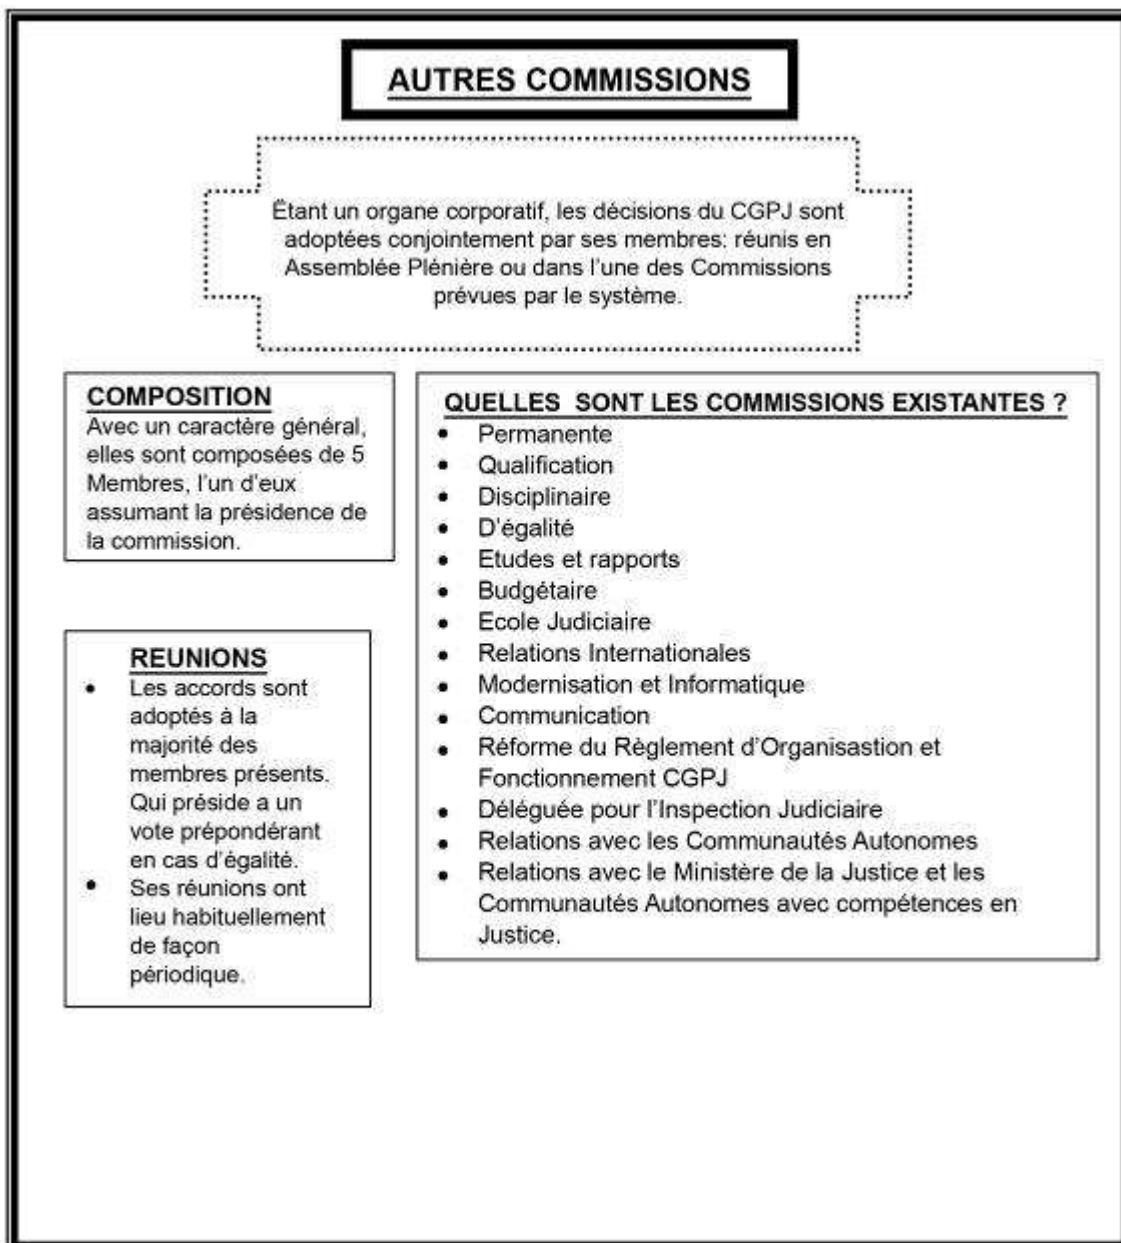 AUTRES COMMISSIONS
Étant un organe corporatif, les décisions du CGPJ sont
adoptées conjointement par ses membres: réunis en
Assemblée Plénière ou dans l'une des Commissions
prévues par le système.
COMPOSITION
Avec un caractère général,
elles sont composées de 5
Membres, l'un d'eux
assumant la présidence de
la commission.
REUNIONS
• Les accords sont
adoptés à la
majorité des
membres présents.
Qui préside a un
vote prépondérant
en cas d'égalité.
• Ses réunions ont
lieu habituellement
de façon
périodique.
QUELLES SONT LES COMMISSIONS EXISTANTES ?
• Permanente
• Qualification
• Disciplinaire
• D'égalité
• Etudes et rapports
• Budgétaire
• Ecole Judiciaire
• Relations Internationales
• Modernisation et Informatique
• Communication
• Réforme du Règlement d'Organisastion et
Fonctionnement CGPJ
• Déléguée pour l'Inspection Judiciaire
• Relations avec les Communautés Autonomes
• Relations avec le Ministère de la Justice et les
Communautés Autonomes avec compétences en
Justice.